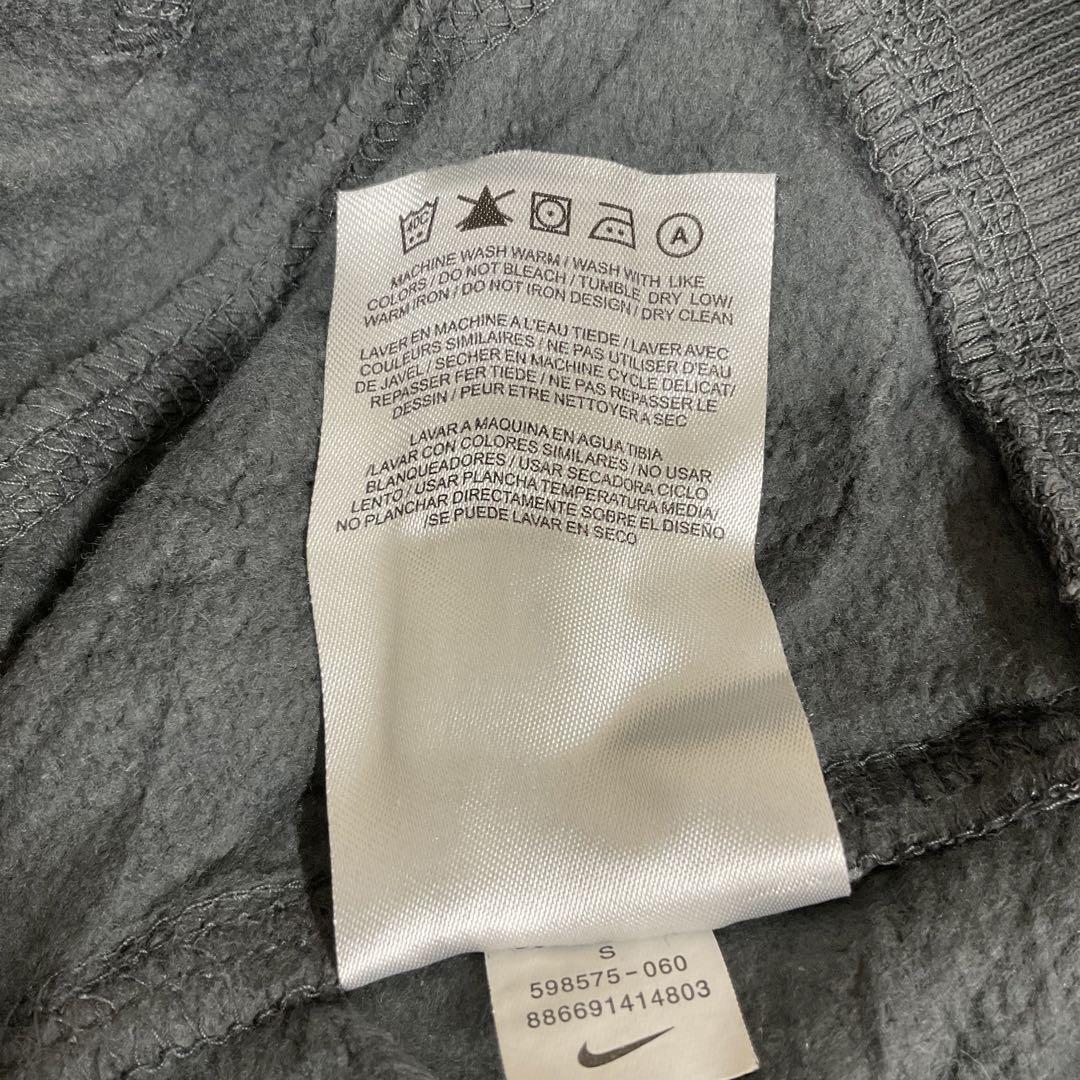 40C
A
MACHINE WASH WARM / WASH WITH LIKE
COLORS / DO NOT BLEACH / TUMBLE DRY LOW/
WARM IRON / DO NOT IRON DESIGN / DRY CLEAN
LAVER EN MACHINE A L'EAU TIEDE / LAVER AVEC
COULEURS SIMILAIRES / NE PAS UTILISER D'EAU
DE JAVEL / SECHER EN MACHINE CYCLE DELICAT/
REPASSER FER TIEDE / NE PAS REPASSER LE
DESSIN / PEUR ETRE NETTOYER A SEC
LAVAR A MAQUINA EN AGUA TIBIA
/LAVAR CON COLORES SIMILARES / NO USAR
BLANQUEADORES / USAR SECADORA CICLO
LENTO / USAR PLANCHA TEMPERATURA MEDIA/
NO PLANCHAR DIRECTAMENTE SOBRE EL DISEÑO
/SE PUEDE LAVAR EN SECO
S
598575-060
886691414803